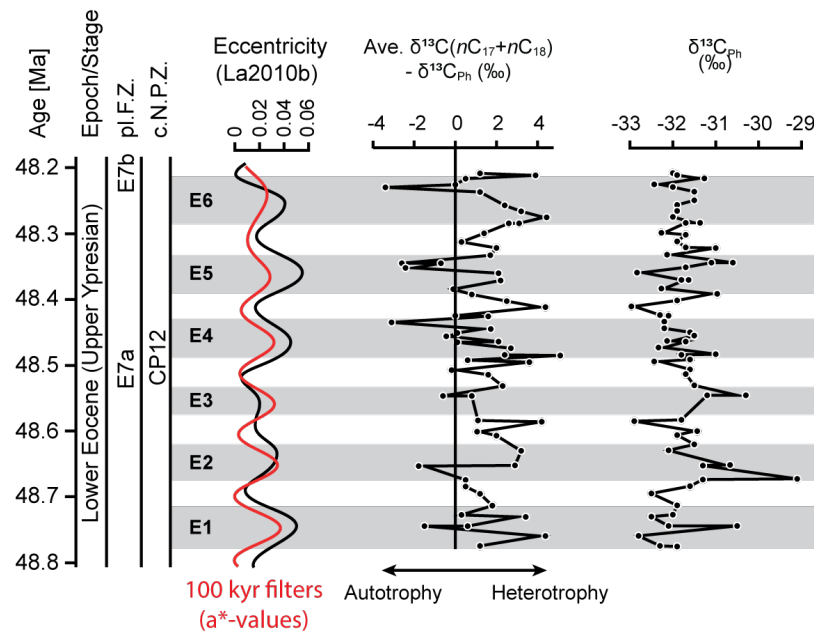 Age [Ma]
Epoch/Stage
pl.F.Z.
c.N.P.Z.
Eccentricity
(La2010b)
0
0.02
0.04
0.06
Ave. δ¹³C(nC₁₇+nC₁₈)
- δ¹³C_Ph (‰)
-4 -2 0 2 4
δ¹³C_Ph
(‰)
-33 -32 -31 -30 -29
48.2
48.3
48.4
48.5
48.6
48.7
48.8
Lower Eocene (Upper Ypresian)
E7b
E7a
CP12
E6
E5
E4
E3
E2
E1
100 kyr filters
(a*-values)
Autotrophy Heterotrophy